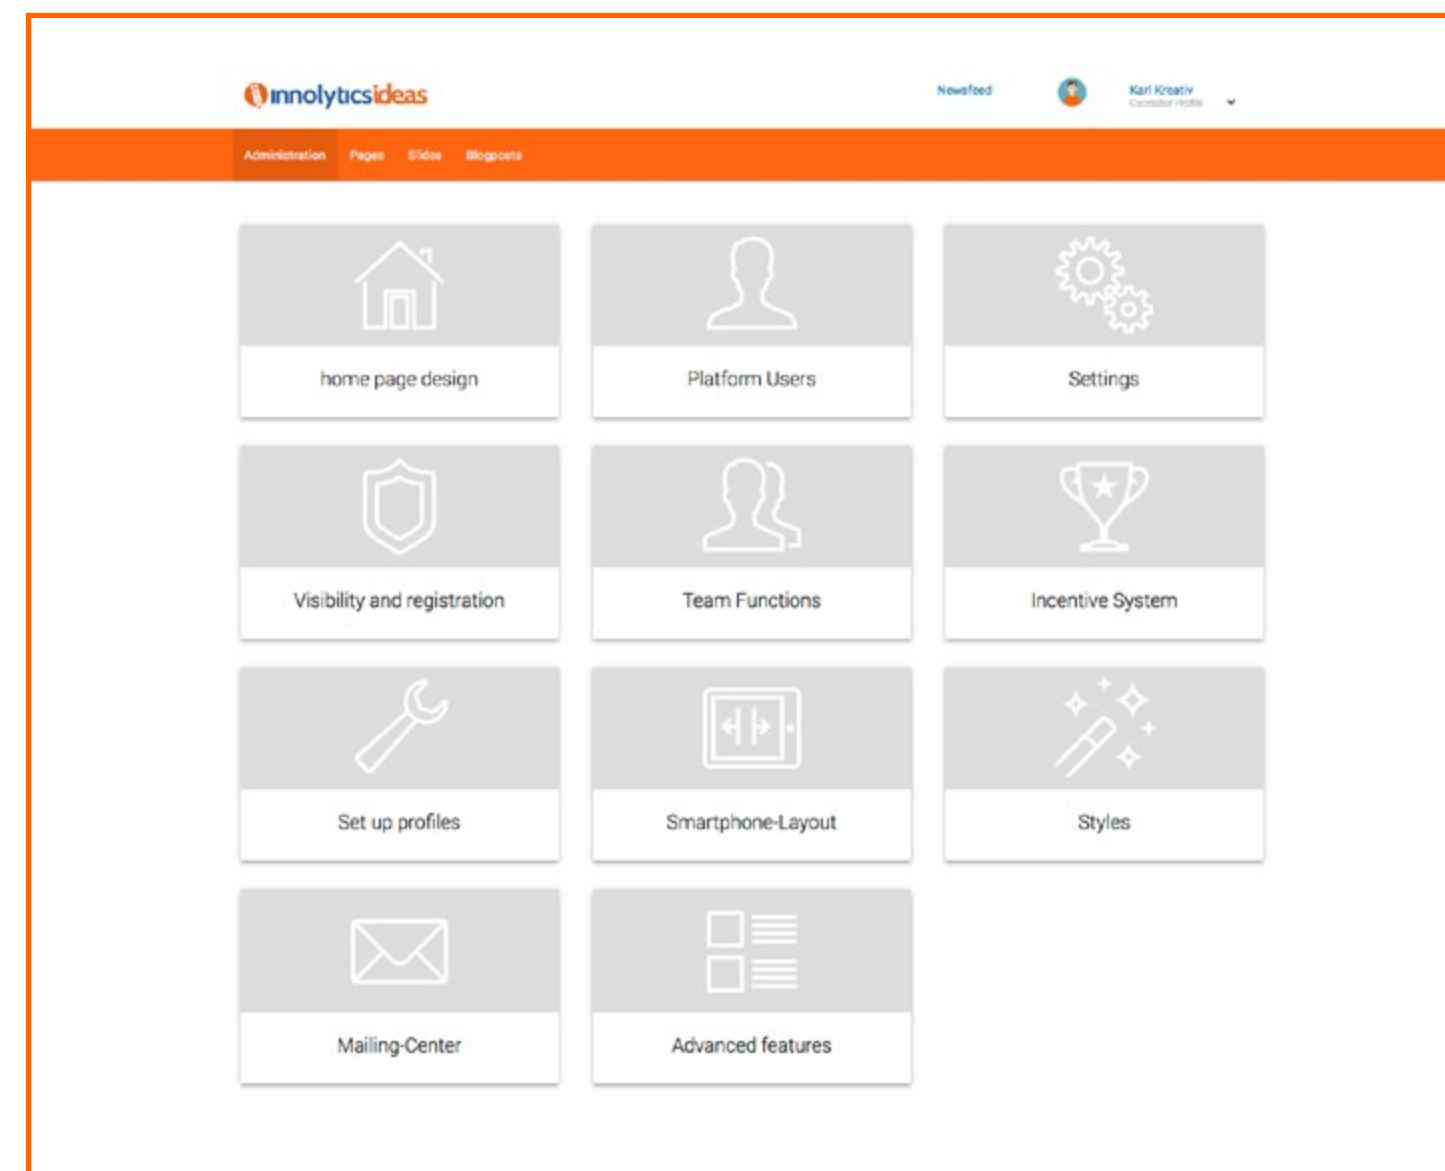 innolyticsideas
Newsfeed
Karl Kreativ
Administration Pages Slides Blogposts
home page design Platform Users Settings
Visibility and registration Team Functions Incentive System
Set up profiles Smartphone-Layout Styles
Mailing-Center Advanced features